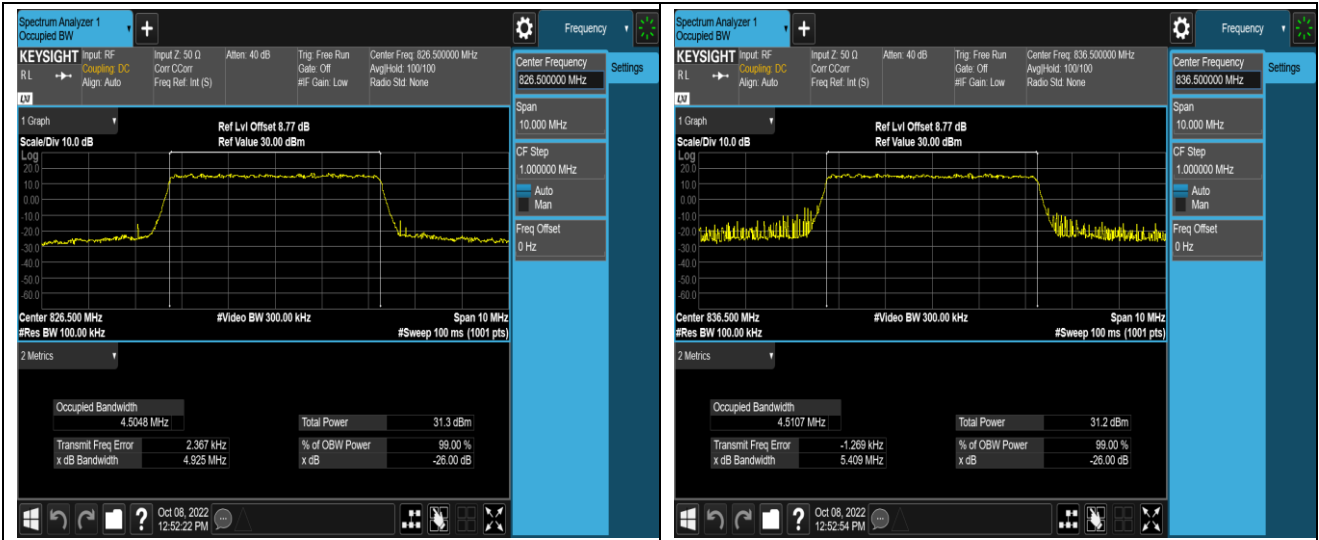 Spectrum Analyzer 1
Occupied BW
+
Frequency
KEYSIGHT
RL
LXI
Input: RF
Coupling: DC
Align: Auto
Input Z: 50 Ω
Corr CCorr
Freq Ref: Int (S)
Atten: 40 dB
Trig: Free Run
Gate: Off
#IF Gain: Low
Center Freq: 826.500000 MHz
Avg|Hold: 100/100
Radio Std: None
Center Frequency
826.500000 MHz
Settings
Span
10.000 MHz
CF Step
1.000000 MHz
Auto
Man
Freq Offset
0 Hz
1 Graph
Ref Lvl Offset 8.77 dB
Scale/Div 10.0 dB
Ref Value 30.00 dBm
Log
20.0
10.0
0.00
-10.0
-20.0
-30.0
-40.0
-50.0
-60.0
Center 826.500 MHz
#Video BW 300.00 kHz
Span 10 MHz
#Res BW 100.00 kHz
#Sweep 100 ms (1001 pts)
2 Metrics
Occupied Bandwidth
4.5048 MHz
Total Power 31.3 dBm
Transmit Freq Error 2.367 kHz
% of OBW Power 99.00 %
x dB Bandwidth 4.925 MHz
x dB -26.00 dB
?
Oct 08, 2022
12:52:22 PM
Spectrum Analyzer 1
Occupied BW
+
Frequency
KEYSIGHT
RL
LXI
Input: RF
Coupling: DC
Align: Auto
Input Z: 50 Ω
Corr CCorr
Freq Ref: Int (S)
Atten: 40 dB
Trig: Free Run
Gate: Off
#IF Gain: Low
Center Freq: 836.500000 MHz
Avg|Hold: 100/100
Radio Std: None
Center Frequency
836.500000 MHz
Settings
Span
10.000 MHz
CF Step
1.000000 MHz
Auto
Man
Freq Offset
0 Hz
1 Graph
Ref Lvl Offset 8.77 dB
Scale/Div 10.0 dB
Ref Value 30.00 dBm
Log
20.0
10.0
0.00
-10.0
-20.0
-30.0
-40.0
-50.0
-60.0
Center 836.500 MHz
#Video BW 300.00 kHz
Span 10 MHz
#Res BW 100.00 kHz
#Sweep 100 ms (1001 pts)
2 Metrics
Occupied Bandwidth
4.5107 MHz
Total Power 31.2 dBm
Transmit Freq Error -1.269 kHz
% of OBW Power 99.00 %
x dB Bandwidth 5.409 MHz
x dB -26.00 dB
?
Oct 08, 2022
12:52:54 PM